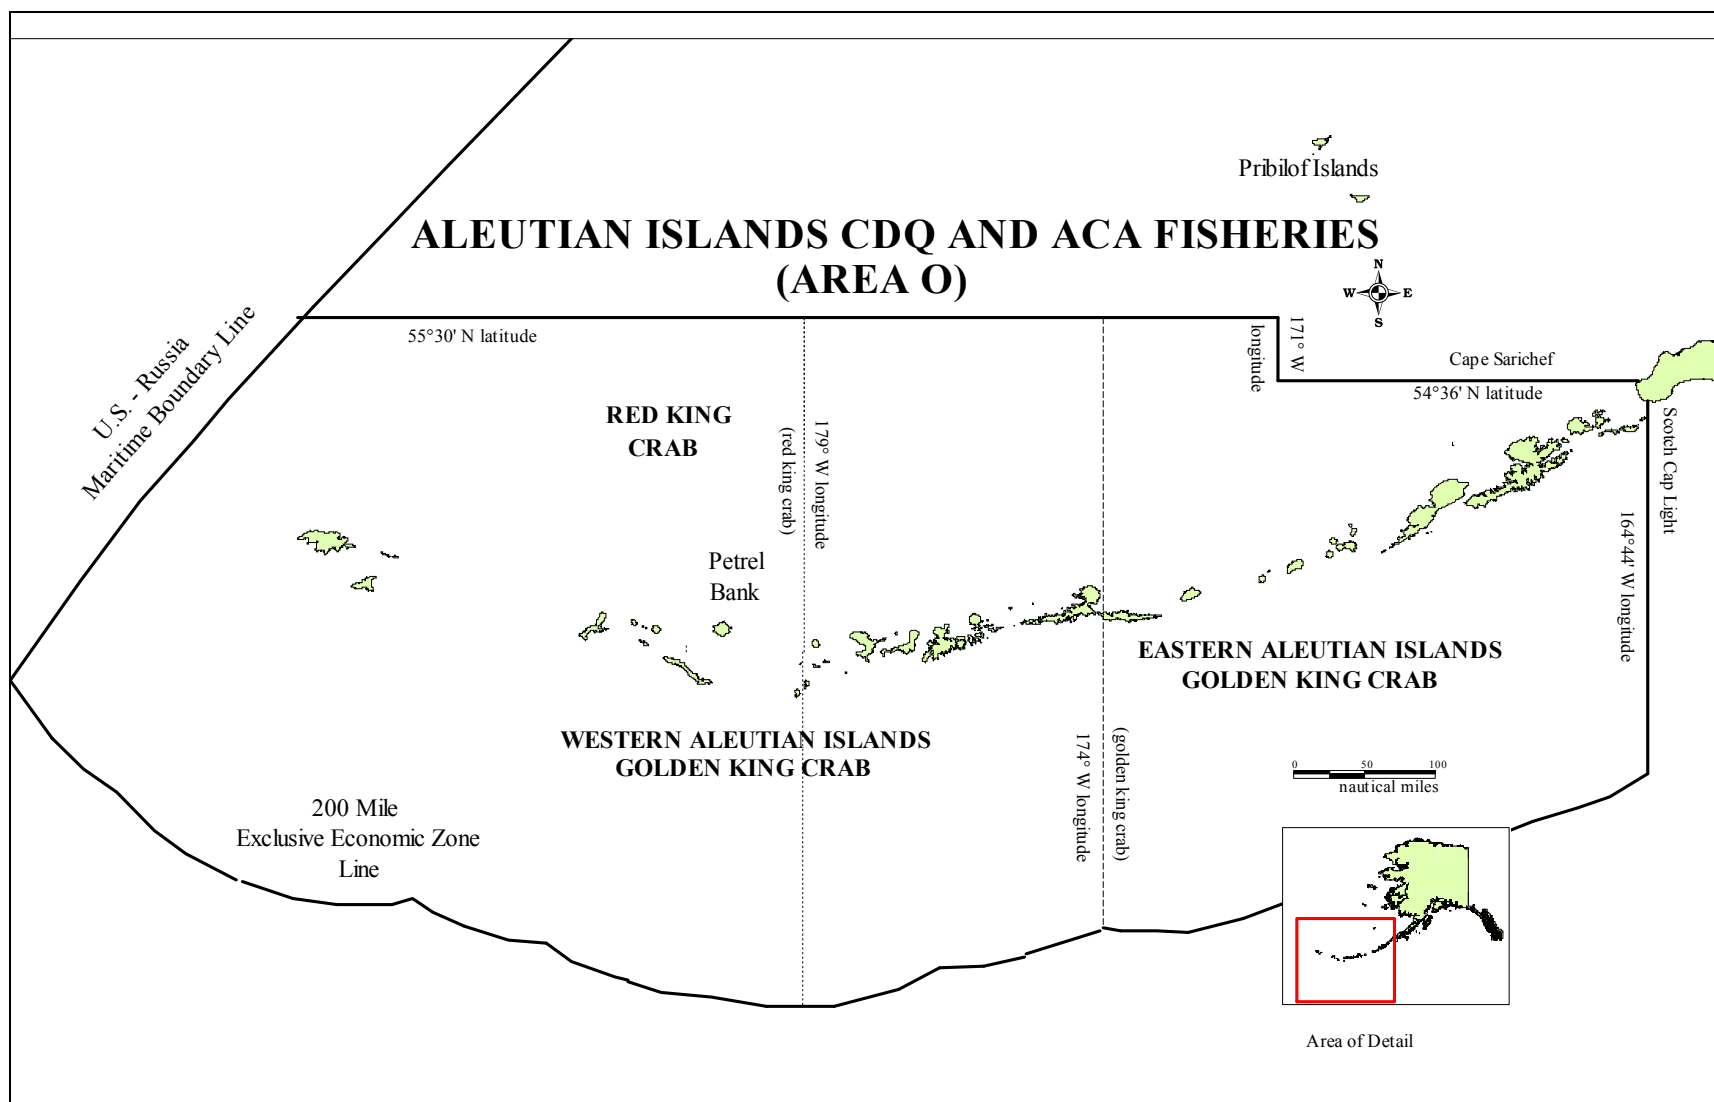 Pribilof Islands
ALEUTIAN ISLANDS CDQ AND ACA FISHERIES
(AREA O)
N
W E
S
U.S. - Russia
Maritime Boundary Line
55°30' N latitude
171° W
longitude
Cape Sarichef
54°36' N latitude
Scotch Cap Light
164°44' W longitude
RED KING
CRAB
179° W longitude
(red king crab)
Petrel
Bank
EASTERN ALEUTIAN ISLANDS
GOLDEN KING CRAB
WESTERN ALEUTIAN ISLANDS
GOLDEN KING CRAB
(golden king crab)
174° W longitude
0 50 100
nautical miles
200 Mile
Exclusive Economic Zone
Line
Area of Detail